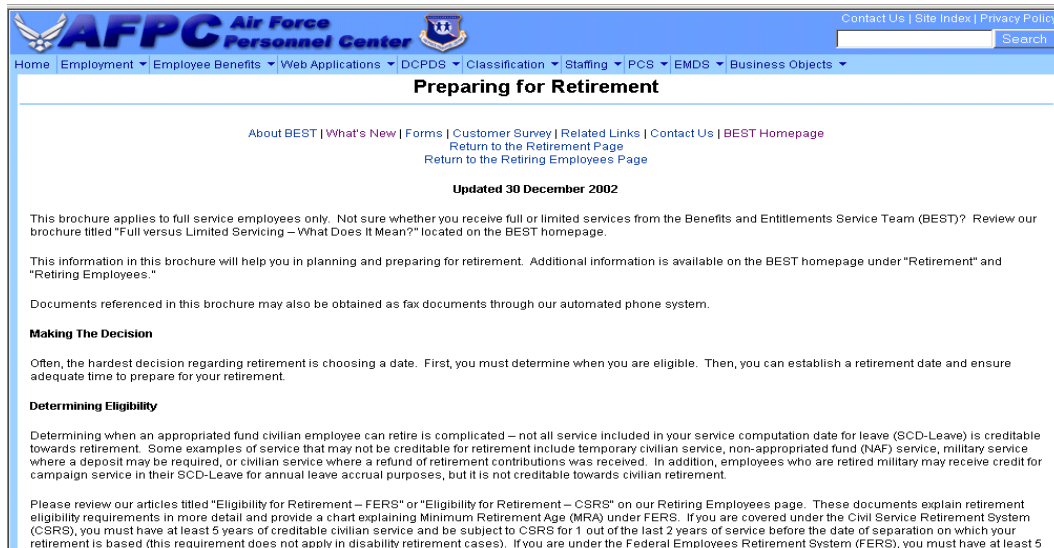 Contact Us | Site Index | Privacy Policy
AFPC Air Force
Personnel Center
Search
Home Employment Employee Benefits Web Applications DCPDS Classification Staffing PCS EMDS Business Objects
Preparing for Retirement
About BEST | What's New | Forms | Customer Survey | Related Links | Contact Us | BEST Homepage
Return to the Retirement Page
Return to the Retiring Employees Page
Updated 30 December 2002
This brochure applies to full service employees only. Not sure whether you receive full or limited services from the Benefits and Entitlements Service Team (BEST)? Review our
brochure titled "Full versus Limited Servicing – What Does It Mean?" located on the BEST homepage.
This information in this brochure will help you in planning and preparing for retirement. Additional information is available on the BEST homepage under "Retirement" and
"Retiring Employees."
Documents referenced in this brochure may also be obtained as fax documents through our automated phone system.
Making The Decision
Often, the hardest decision regarding retirement is choosing a date. First, you must determine when you are eligible. Then, you can establish a retirement date and ensure
adequate time to prepare for your retirement.
Determining Eligibility
Determining when an appropriated fund civilian employee can retire is complicated – not all service included in your service computation date for leave (SCD-Leave) is creditable
towards retirement. Some examples of service that may not be creditable for retirement include temporary civilian service, non-appropriated fund (NAF) service, military service
where a deposit may be required, or civilian service where a refund of retirement contributions was received. In addition, employees who are retired military may receive credit for
campaign service in their SCD-Leave for annual leave accrual purposes, but it is not creditable towards civilian retirement.
Please review our articles titled "Eligibility for Retirement – FERS" or "Eligibility for Retirement – CSRS" on our Retiring Employees page. These documents explain retirement
eligibility requirements in more detail and provide a chart explaining Minimum Retirement Age (MRA) under FERS. If you are covered under the Civil Service Retirement System
(CSRS), you must have at least 5 years of creditable civilian service and be subject to CSRS for 1 out of the last 2 years of service before the date of separation on which your
retirement is based (this requirement does not apply in disability retirement cases). If you are under the Federal Employees Retirement System (FERS), you must have at least 5